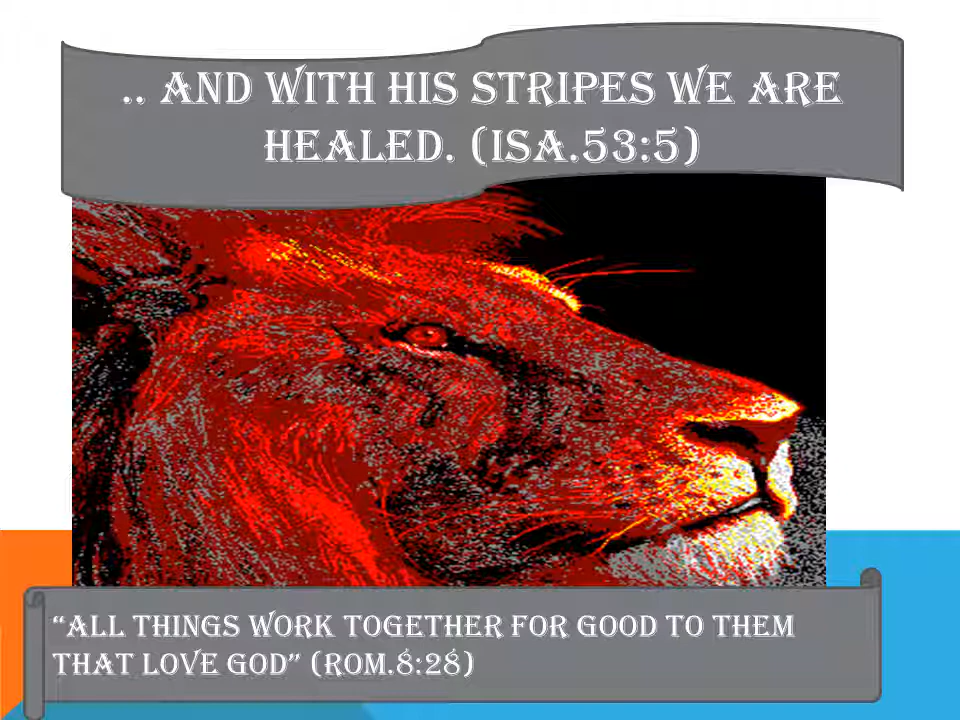 .. AND WITH HIS STRIPES WE ARE
HEALED. (ISA.53:5)
“ALL THINGS WORK TOGETHER FOR GOOD TO THEM
THAT LOVE GOD” (ROM.8:28)